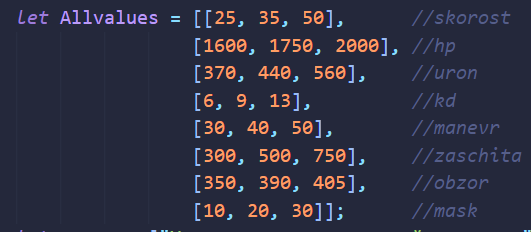 let Allvalues = [[25, 35, 50], //skorost
[1600, 1750, 2000], //hp
[370, 440, 560], //uron
[6, 9, 13], //kd
[30, 40, 50], //manevr
[300, 500, 750], //zaschita
[350, 390, 405], //obzor
[10, 20, 30]]; //mask